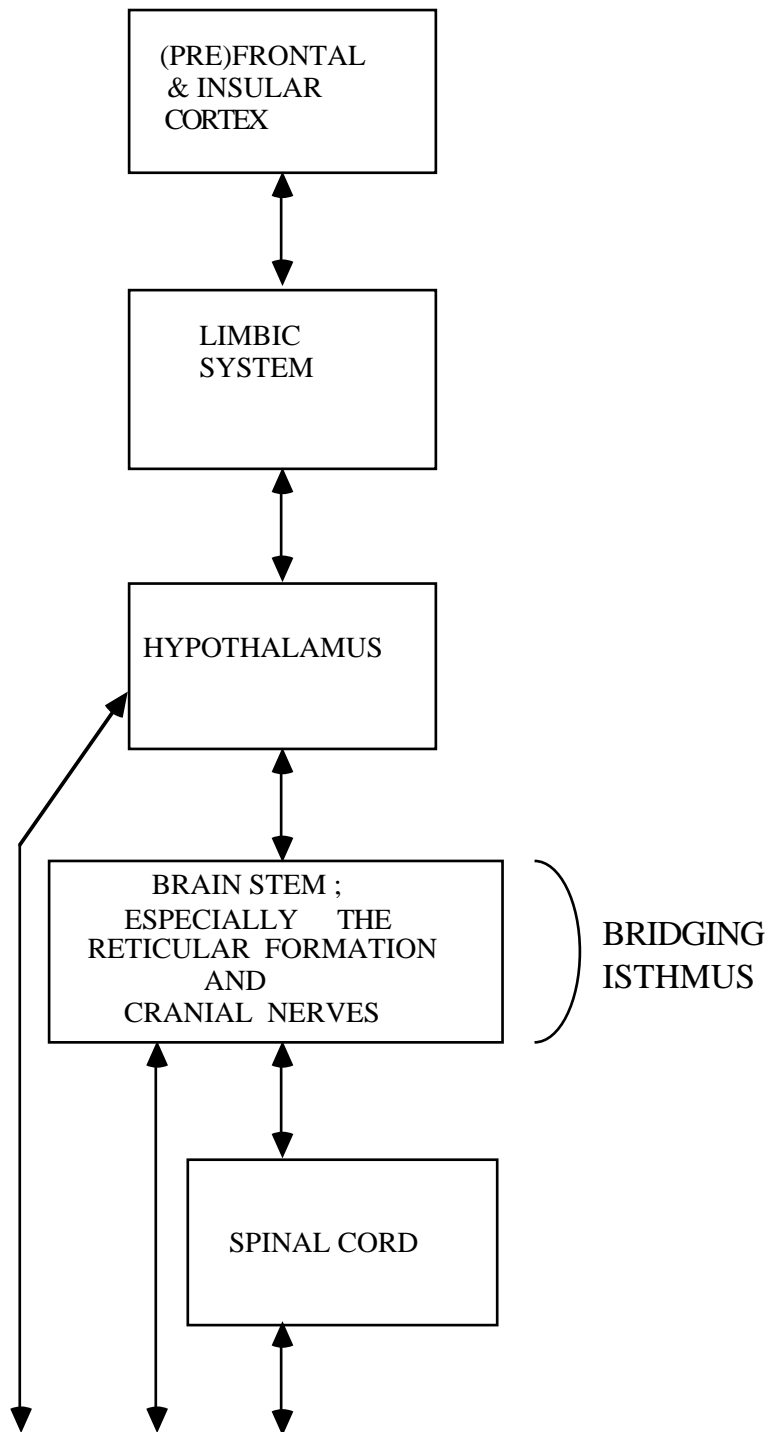 (PRE)FRONTAL
& INSULAR
CORTEX
LIMBIC
SYSTEM
HYPOTHALAMUS
BRAIN STEM ;
ESPECIALLY THE
RETICULAR FORMATION
AND
CRANIAL NERVES
BRIDGING
ISTHMUS
SPINAL CORD